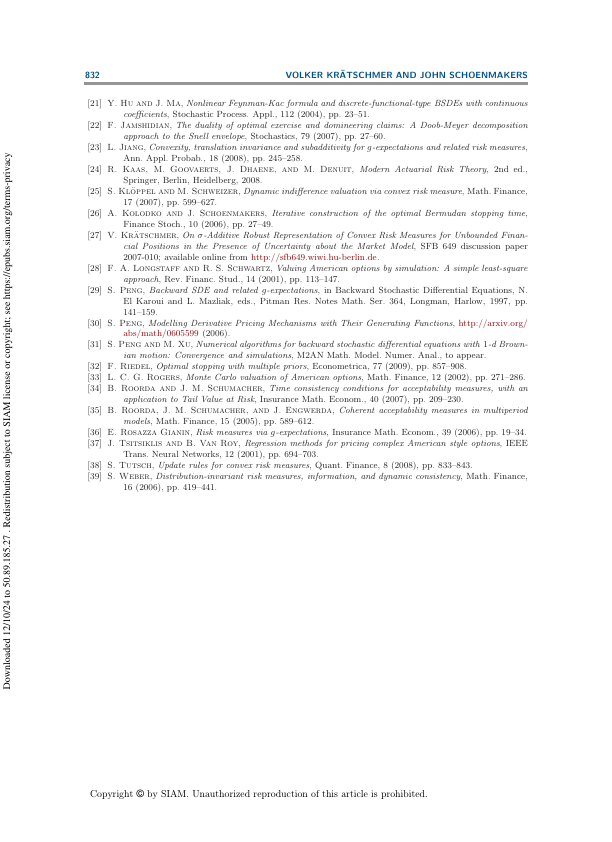 832
VOLKER KRÄTSCHMER AND JOHN SCHOENMAKERS
[21] Y. HU AND J. MA, Nonlinear Feynman-Kac formula and discrete-functional-type BSDEs with continuous
coefficients, Stochastic Process. Appl., 112 (2004), pp. 23–51.
[22] F. JAMSHIDIAN, The duality of optimal exercise and domineering claims: A Doob-Meyer decomposition
approach to the Snell envelope, Stochastics, 79 (2007), pp. 27–60.
[23] L. JIANG, Convexity, translation invariance and subadditivity for g-expectations and related risk measures,
Ann. Appl. Probab., 18 (2008), pp. 245–258.
[24] R. KAAS, M. GOOVAERTS, J. DHAENE, AND M. DENUIT, Modern Actuarial Risk Theory, 2nd ed.,
Springer, Berlin, Heidelberg, 2008.
[25] S. KLÖPPEL AND M. SCHWEIZER, Dynamic indifference valuation via convex risk measure, Math. Finance,
17 (2007), pp. 599–627.
[26] A. KOLODKO AND J. SCHOENMAKERS, Iterative construction of the optimal Bermudan stopping time,
Finance Stoch., 10 (2006), pp. 27–49.
[27] V. KRÄTSCHMER, On σ-Additive Robust Representation of Convex Risk Measures for Unbounded Finan-
cial Positions in the Presence of Uncertainty about the Market Model, SFB 649 discussion paper
2007-010; available online from http://sfb649.wiwi.hu-berlin.de.
[28] F. A. LONGSTAFF AND R. S. SCHWARTZ, Valuing American options by simulation: A simple least-square
approach, Rev. Financ. Stud., 14 (2001), pp. 113–147.
[29] S. PENG, Backward SDE and related g-expectations, in Backward Stochastic Differential Equations, N.
El Karoui and L. Mazliak, eds., Pitman Res. Notes Math. Ser. 364, Longman, Harlow, 1997, pp.
141–159.
[30] S. PENG, Modelling Derivative Pricing Mechanisms with Their Generating Functions, http://arxiv.org/
abs/math/0605599 (2006).
[31] S. PENG AND M. XU, Numerical algorithms for backward stochastic differential equations with 1-d Brown-
ian motion: Convergence and simulations, M2AN Math. Model. Numer. Anal., to appear.
[32] F. RIEDEL, Optimal stopping with multiple priors, Econometrica, 77 (2009), pp. 857–908.
[33] L. C. G. ROGERS, Monte Carlo valuation of American options, Math. Finance, 12 (2002), pp. 271–286.
[34] B. ROORDA AND J. M. SCHUMACHER, Time consistency conditions for acceptability measures, with an
application to Tail Value at Risk, Insurance Math. Econom., 40 (2007), pp. 209–230.
[35] B. ROORDA, J. M. SCHUMACHER, AND J. ENGWERDA, Coherent acceptability measures in multiperiod
models, Math. Finance, 15 (2005), pp. 589–612.
[36] E. ROSAZZA GIANIN, Risk measures via g-expectations, Insurance Math. Econom., 39 (2006), pp. 19–34.
[37] J. TSITSIKLIS AND B. VAN ROY, Regression methods for pricing complex American style options, IEEE
Trans. Neural Networks, 12 (2001), pp. 694–703.
[38] S. TUTSCH, Update rules for convex risk measures, Quant. Finance, 8 (2008), pp. 833–843.
[39] S. WEBER, Distribution-invariant risk measures, information, and dynamic consistency, Math. Finance,
16 (2006), pp. 419–441.
Downloaded 12/10/24 to 50.89.185.27 . Redistribution subject to SIAM license or copyright; see https://epubs.siam.org/terms-privacy
Copyright © by SIAM. Unauthorized reproduction of this article is prohibited.